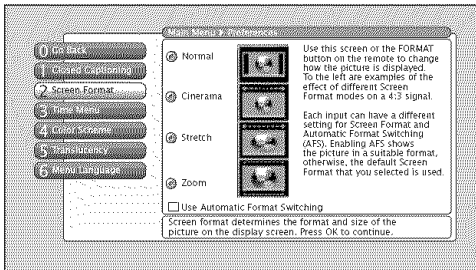 Main Menu ▸ Preferences
0 Go Back
1 Closed Captioning
2 Screen Format
3 Time Menu
4 Color Scheme
5 Translucency
6 Menu Language
Normal
Cinerama
Stretch
Zoom
Use Automatic Format Switching
Use this screen or the FORMAT
button on the remote to change
how the picture is displayed.
To the left are examples of the
effect of different Screen
Format modes on a 4:3 signal.
Each input can have a different
setting for Screen Format and
Automatic Format Switching
(AFS). Enabling AFS shows
the picture in a suitable format,
otherwise, the default Screen
Format that you selected is used.
Screen format determines the format and size of the
picture on the display screen. Press OK to continue.